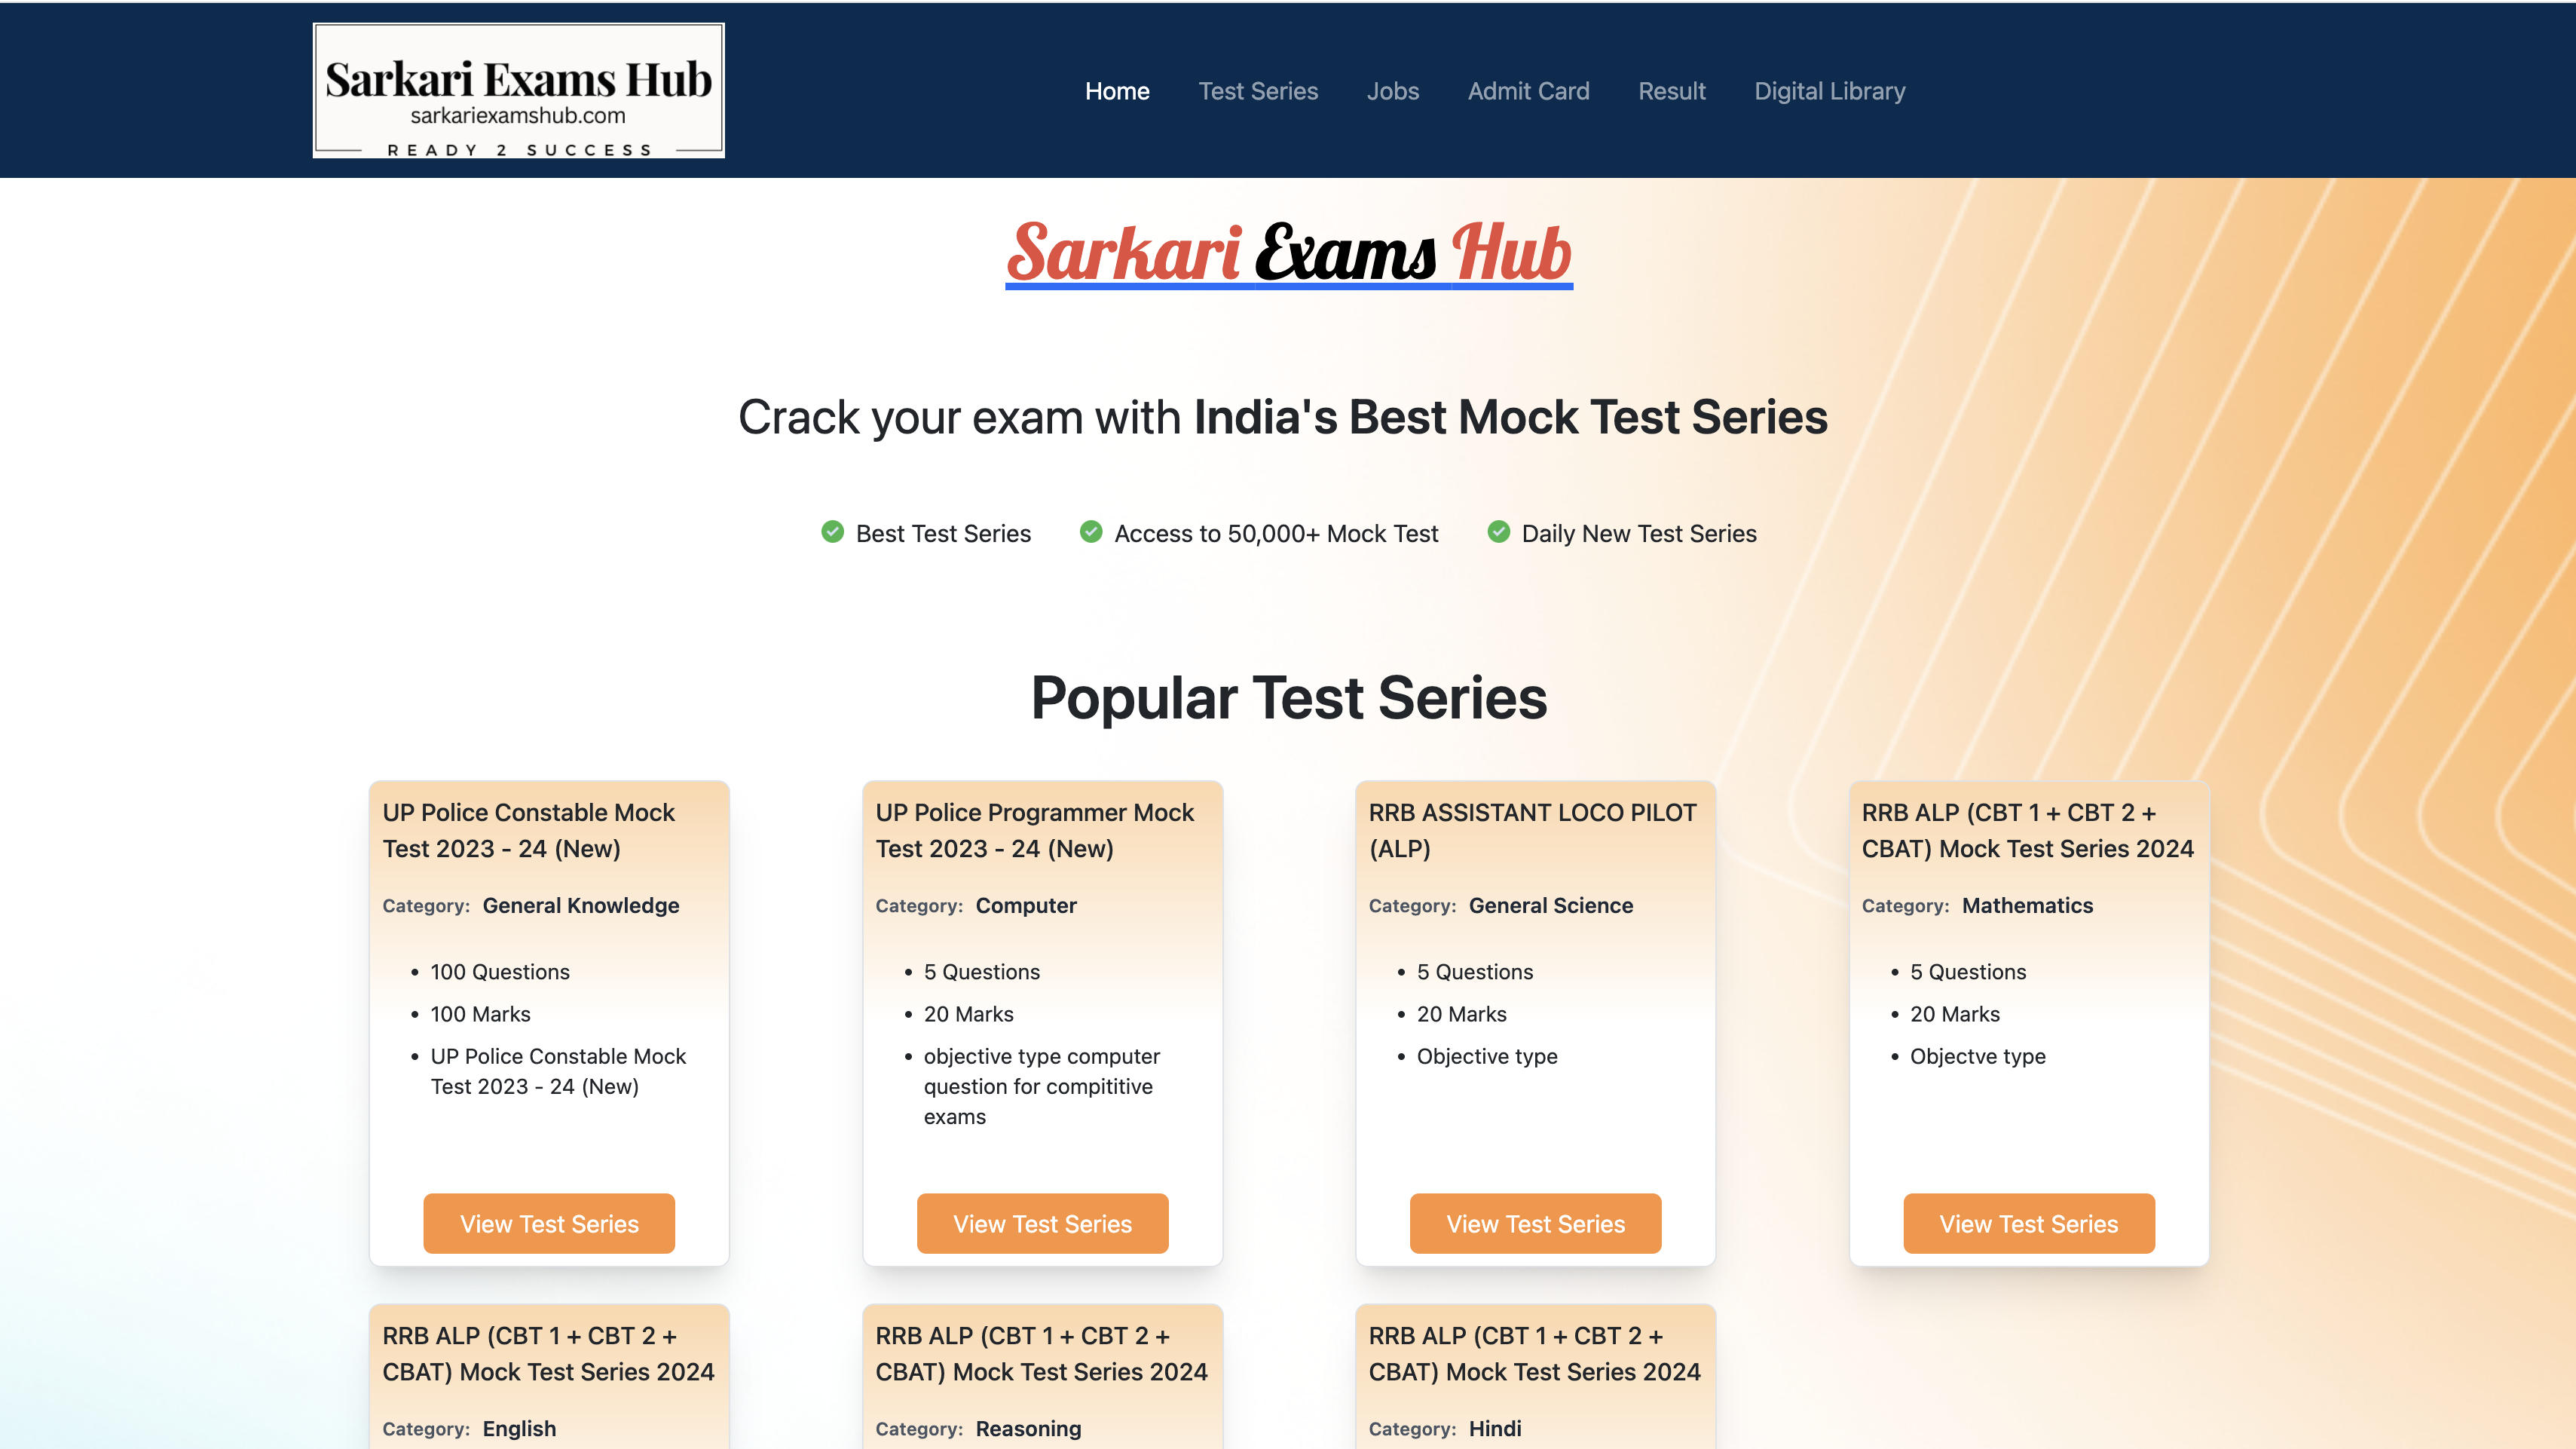 Sarkari Exams Hub
sarkariexamshub.com
READY 2 SUCCESS
Home Test Series Jobs Admit Card Result Digital Library
Sarkari Exams Hub
Crack your exam with India's Best Mock Test Series
Best Test Series Access to 50,000+ Mock Test Daily New Test Series
Popular Test Series
UP Police Constable Mock
Test 2023 - 24 (New)
Category: General Knowledge
• 100 Questions
• 100 Marks
• UP Police Constable Mock
Test 2023 - 24 (New)
View Test Series
UP Police Programmer Mock
Test 2023 - 24 (New)
Category: Computer
• 5 Questions
• 20 Marks
• objective type computer
question for compititive
exams
View Test Series
RRB ASSISTANT LOCO PILOT
(ALP)
Category: General Science
• 5 Questions
• 20 Marks
• Objective type
View Test Series
RRB ALP (CBT 1 + CBT 2 +
CBAT) Mock Test Series 2024
Category: Mathematics
• 5 Questions
• 20 Marks
• Objectve type
View Test Series
RRB ALP (CBT 1 + CBT 2 +
CBAT) Mock Test Series 2024
Category: English
RRB ALP (CBT 1 + CBT 2 +
CBAT) Mock Test Series 2024
Category: Reasoning
RRB ALP (CBT 1 + CBT 2 +
CBAT) Mock Test Series 2024
Category: Hindi